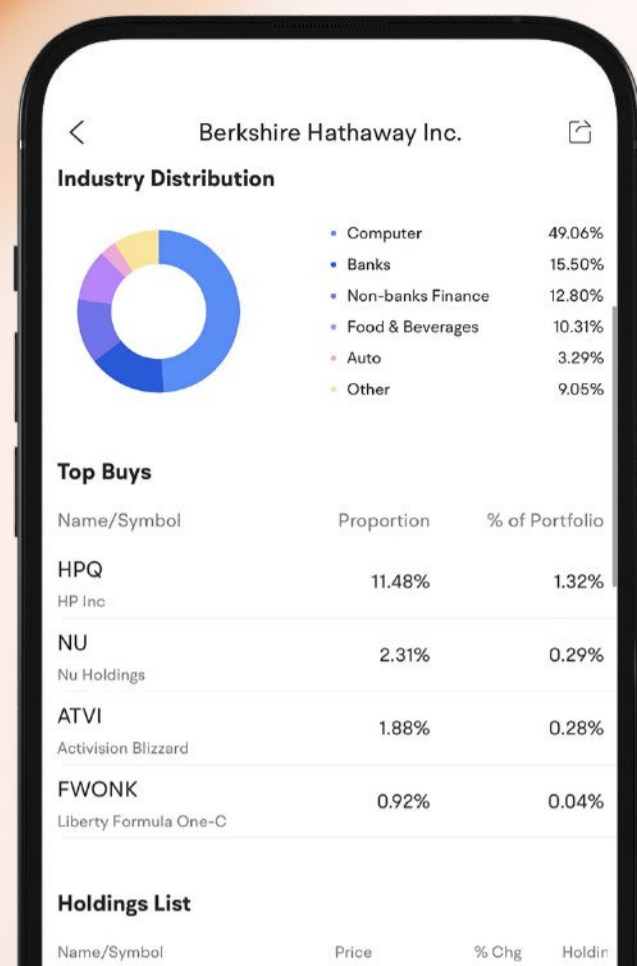 Berkshire Hathaway Inc.
Industry Distribution
Computer 49.06%
Banks 15.50%
Non-banks Finance 12.80%
Food & Beverages 10.31%
Auto 3.29%
Other 9.05%
Top Buys
Name/Symbol Proportion % of Portfolio
HPQ
HP Inc
11.48% 1.32%
NU
Nu Holdings
2.31% 0.29%
ATVI
Activision Blizzard
1.88% 0.28%
FWONK
Liberty Formula One-C
0.92% 0.04%
Holdings List
Name/Symbol Price % Chg Holdin